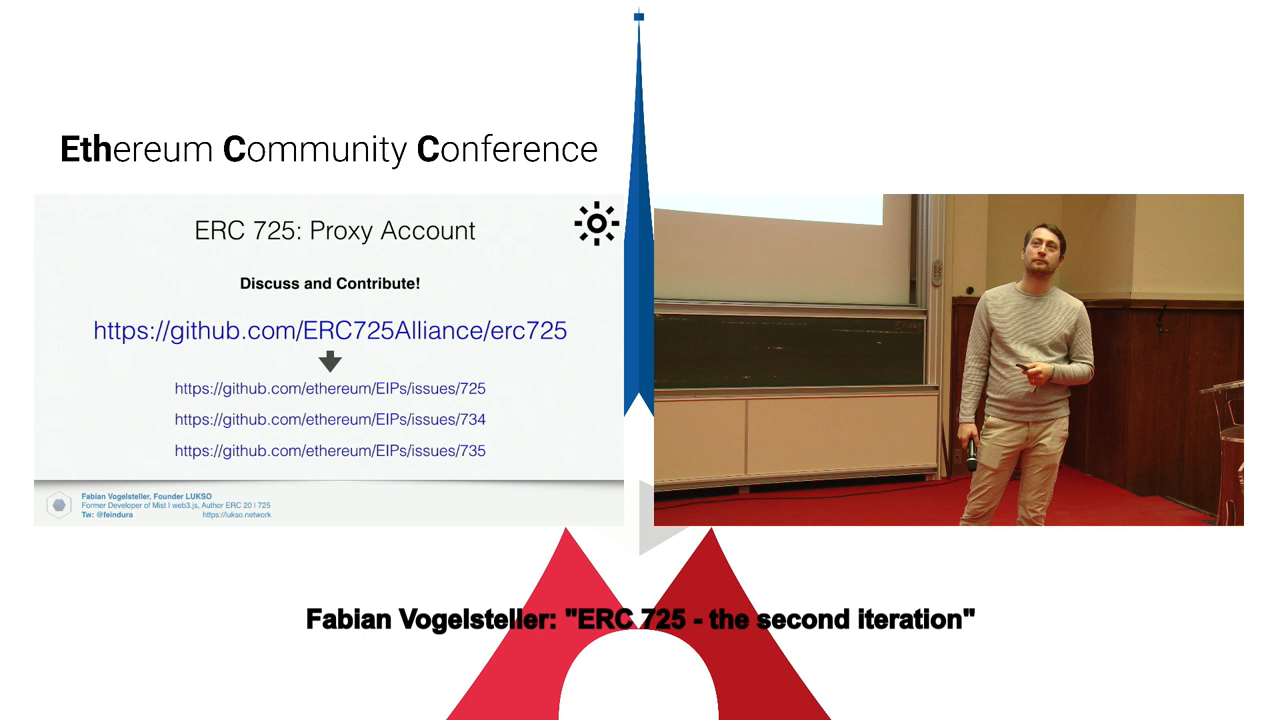 Ethereum Community Conference
ERC 725: Proxy Account
Discuss and Contribute!
https://github.com/ERC725Alliance/erc725
https://github.com/ethereum/EIPs/issues/725
https://github.com/ethereum/EIPs/issues/734
https://github.com/ethereum/EIPs/issues/735
Fabian Vogelsteller, Founder LUKSO
Former Developer of Mist | web3.js, Author ERC 20 | 725
Tw: @feindura https://lukso.network
Fabian Vogelsteller: "ERC 725 - the second iteration"